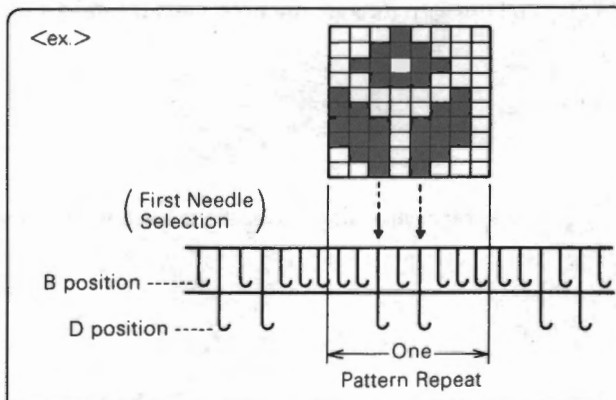 <ex.>
( First Needle
Selection )
B position
D position
One
Pattern Repeat